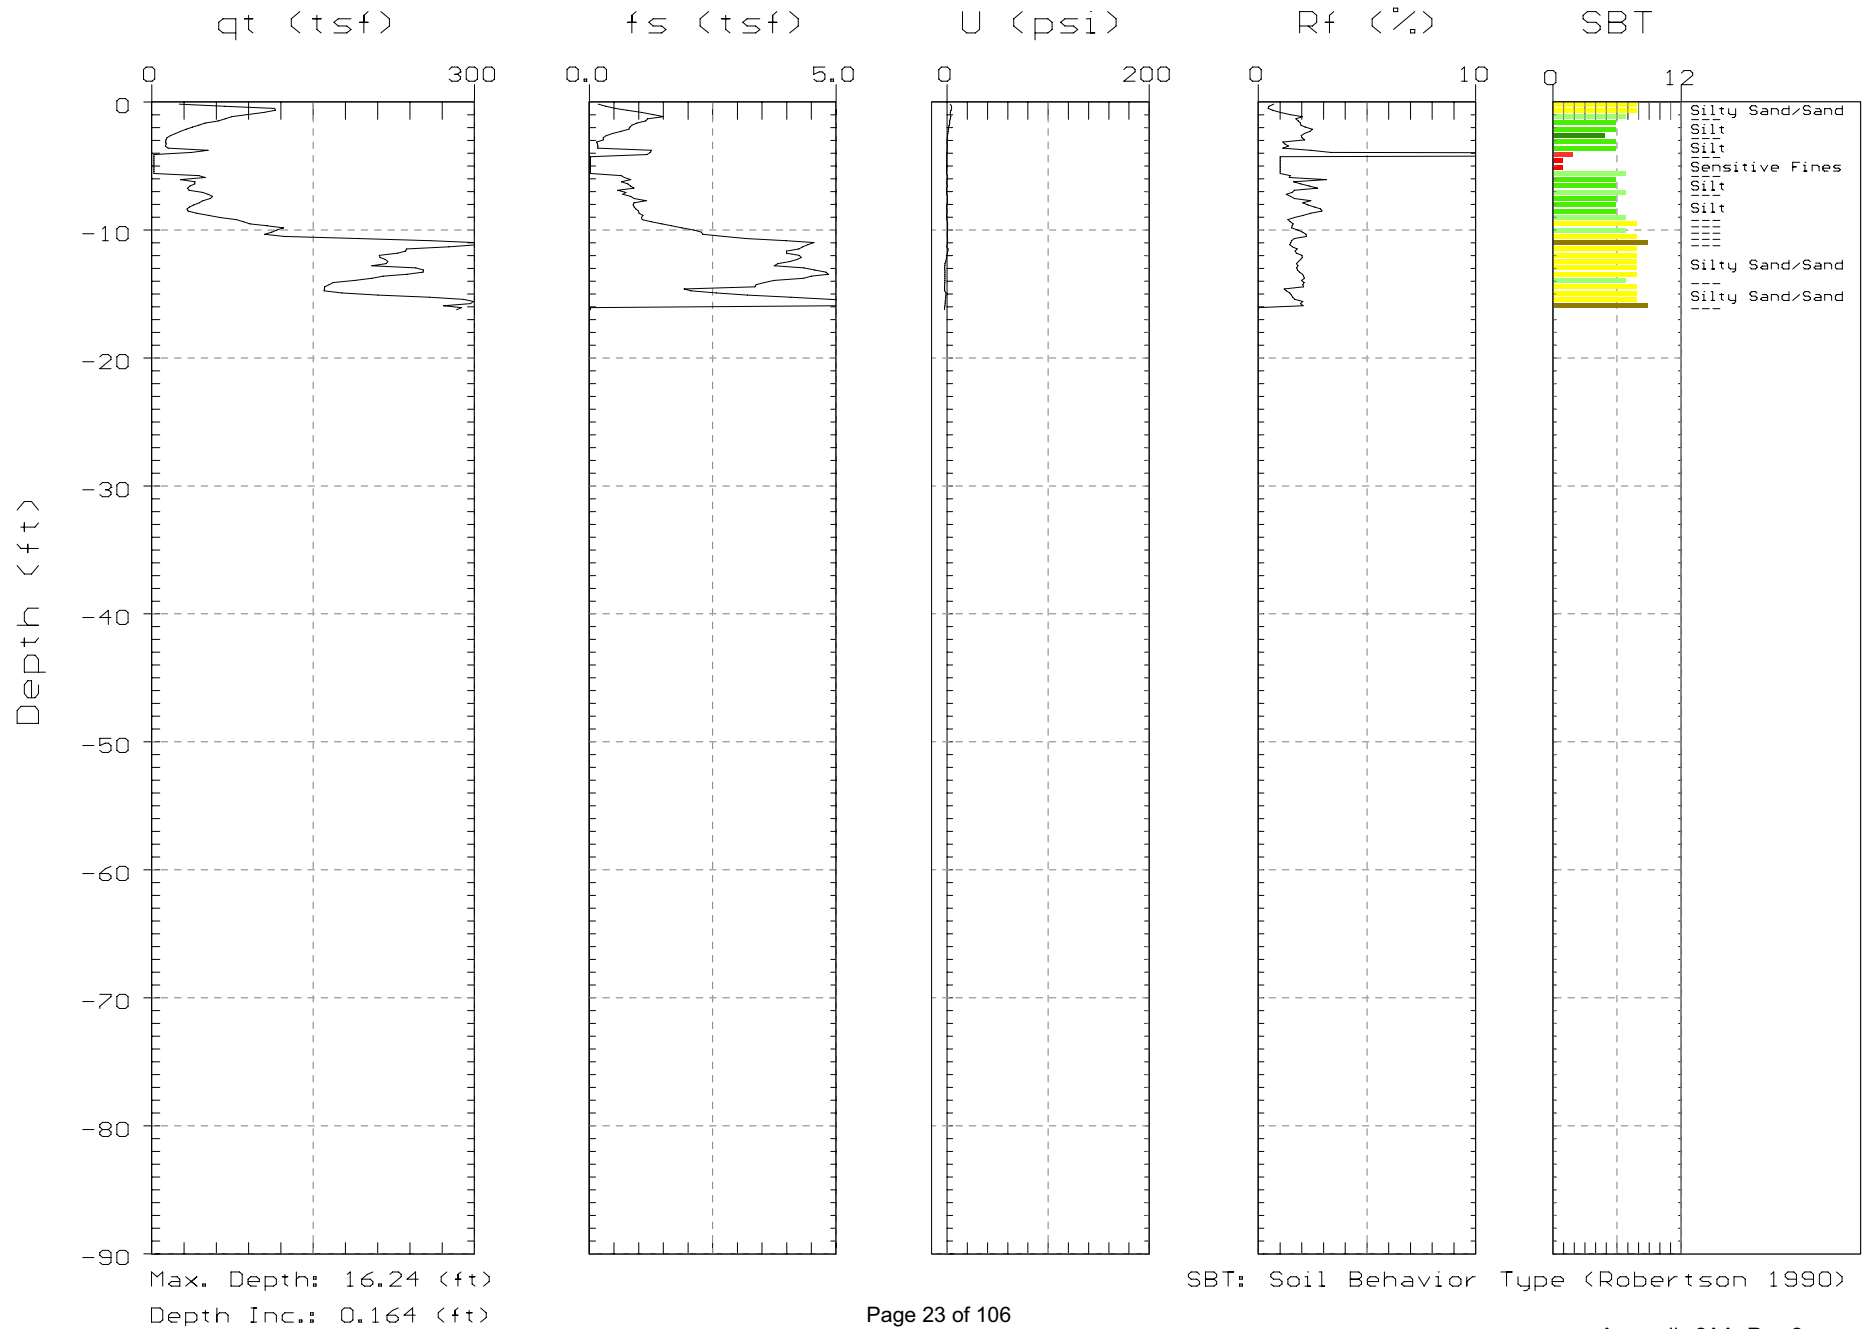 qt (tsf) fs (tsf) U (psi) Rf (%) SBT
0 300 0.0 5.0 0 200 0 10 0 12
0
-10
-20
-30
-40
-50
-60
-70
-80
-90
Depth (ft)
Silty Sand/Sand
---
Silt
---
Silt
---
Sensitive Fines
---
Silt
---
Silt
---
---
---
---
Silty Sand/Sand
---
Silty Sand/Sand
---
Max. Depth: 16.24 (ft)
SBT: Soil Behavior Type (Robertson 1990)
Depth Inc.: 0.164 (ft)
Page 23 of 106